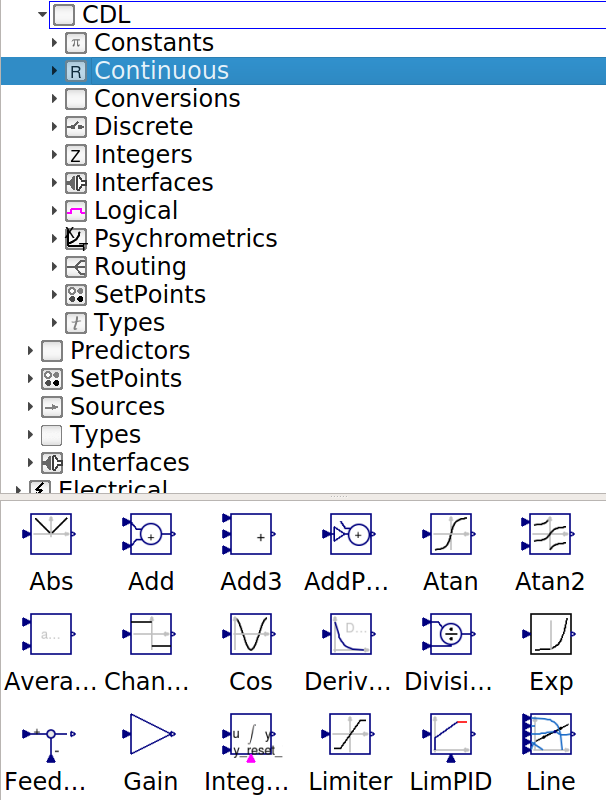 CDL
π Constants
R Continuous
Conversions
Discrete
Z Integers
Interfaces
Logical
Psychrometrics
Routing
SetPoints
t Types
Predictors
SetPoints
Sources
Types
Interfaces
Electrical
+ + +
Abs Add Add3 AddP... Atan Atan2
a... D... ÷
Avera... Chan... Cos Deriv... Divisi... Exp
+ - u ∫ y
y_reset_
Feed... Gain Integ... Limiter LimPID Line